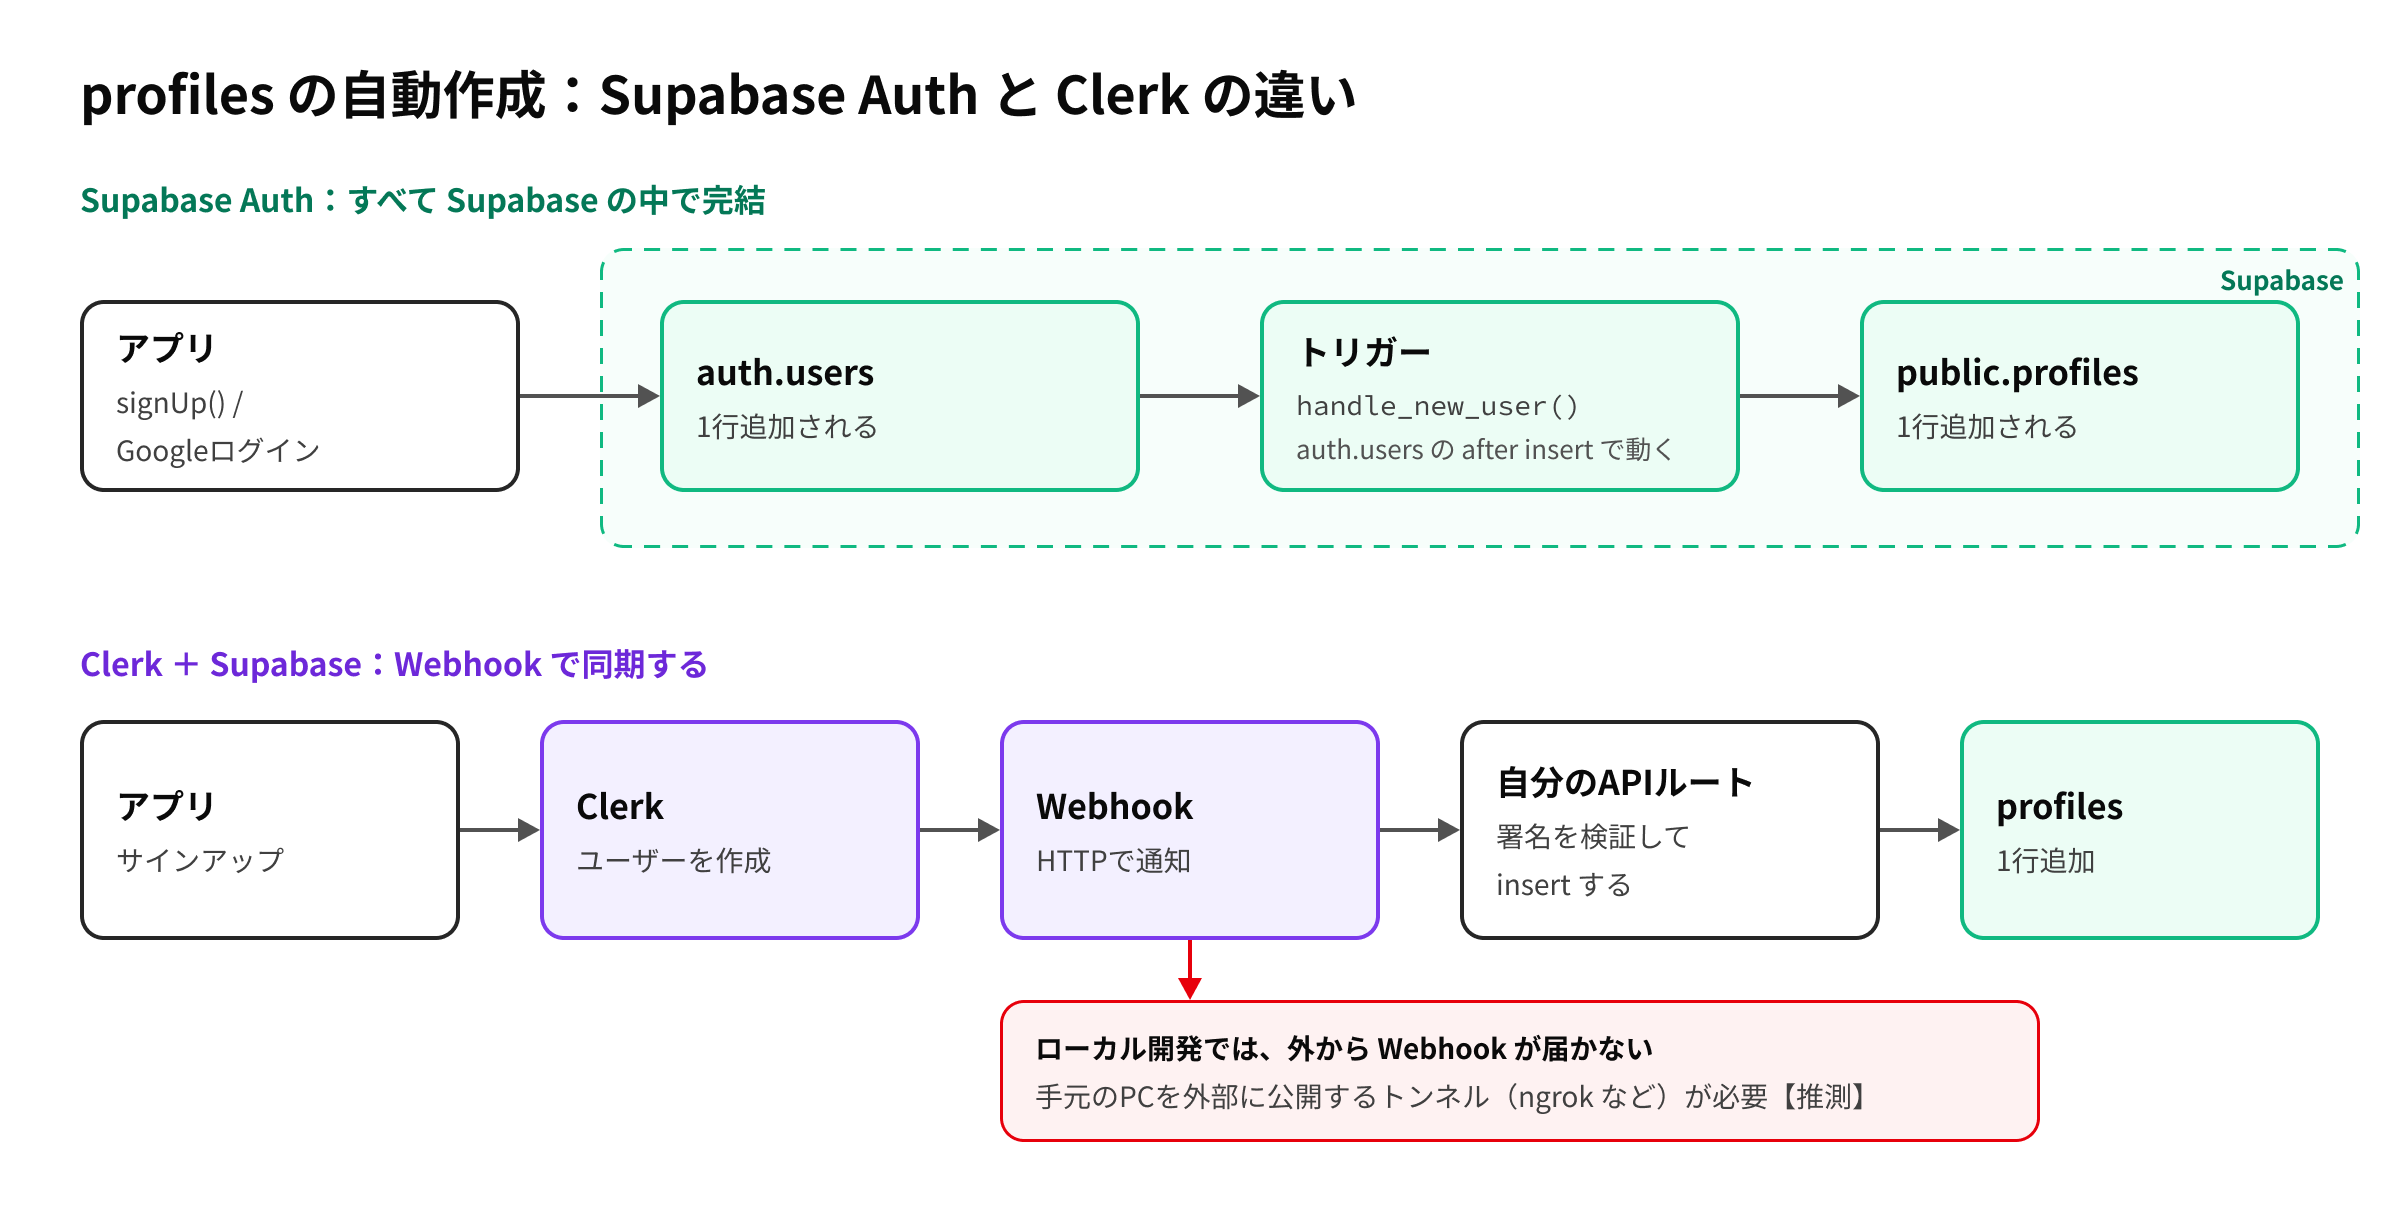 profiles の自動作成：Supabase Auth と Clerk の違い
Supabase Auth：すべて Supabase の中で完結
Supabase
アプリ
signUp() /
Googleログイン
auth.users
1行追加される
トリガー
handle_new_user()
auth.users の after insert で動く
public.profiles
1行追加される
Clerk ＋ Supabase：Webhook で同期する
アプリ
サインアップ
Clerk
ユーザーを作成
Webhook
HTTPで通知
自分のAPIルート
署名を検証して
insert する
profiles
1行追加
ローカル開発では、外から Webhook が届かない
手元のPCを外部に公開するトンネル（ngrok など）が必要【推測】